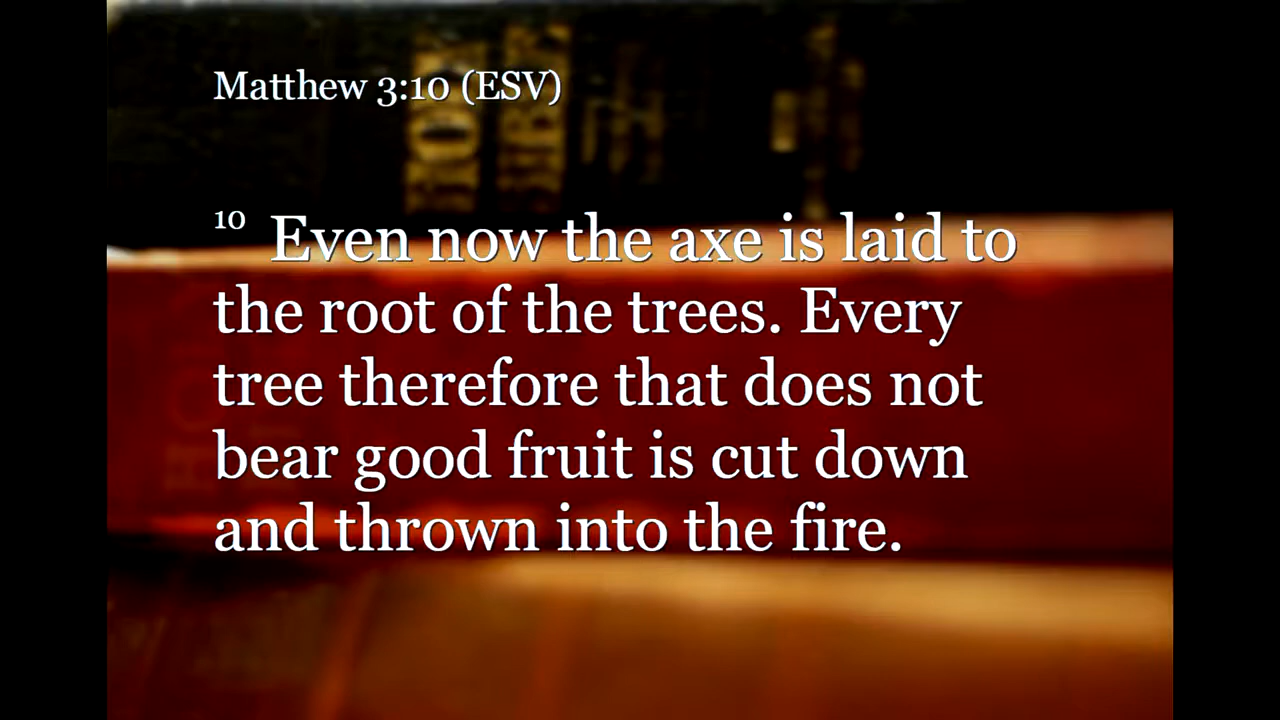 Matthew 3:10 (ESV)
10 Even now the axe is laid to
the root of the trees. Every
tree therefore that does not
bear good fruit is cut down
and thrown into the fire.